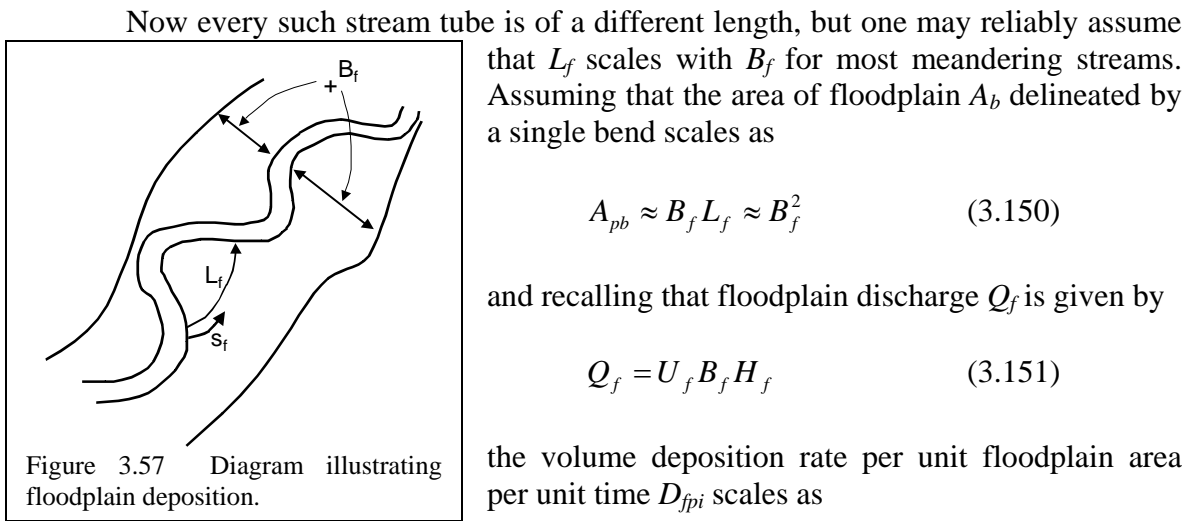 Now every such stream tube is of a different length, but one may reliably assume
that L_f scales with B_f for most meandering streams.
Assuming that the area of floodplain A_b delineated by
a single bend scales as
A_{pb} ≈ B_f L_f ≈ B_f^2 (3.150)
and recalling that floodplain discharge Q_f is given by
Q_f = U_f B_f H_f (3.151)
the volume deposition rate per unit floodplain area
per unit time D_{fpi} scales as
B_f
+
L_f
s_f
Figure 3.57 Diagram illustrating
floodplain deposition.